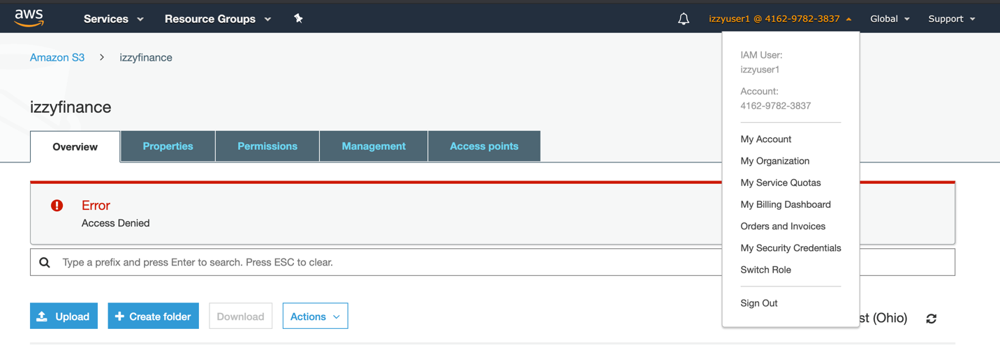 aws Services Resource Groups izzyuser1 @ 4162-9782-3837 Global Support
Amazon S3 > izzyfinance
IAM User:
izzyuser1
Account:
4162-9782-3837
My Account
My Organization
My Service Quotas
My Billing Dashboard
Orders and Invoices
My Security Credentials
Switch Role
Sign Out
izzyfinance
Overview Properties Permissions Management Access points
Error
Access Denied
Type a prefix and press Enter to search. Press ESC to clear.
Upload Create folder Download Actions (Ohio)